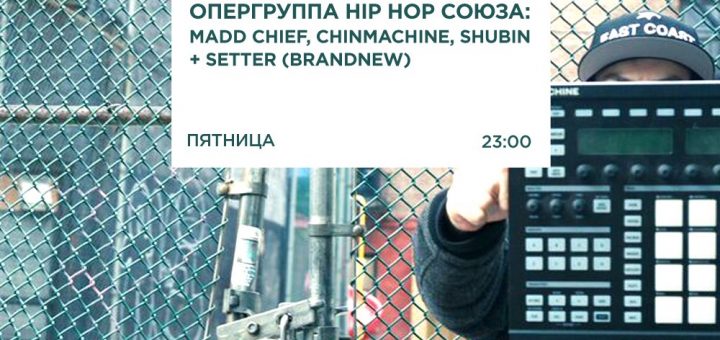 ОПЕРГРУППА HIP HOP СОЮЗА:
MADD CHIEF, CHINMACHINE, SHUBIN
+ SETTER (BRANDNEW)
ПЯТНИЦА
23:00
EAST COAST